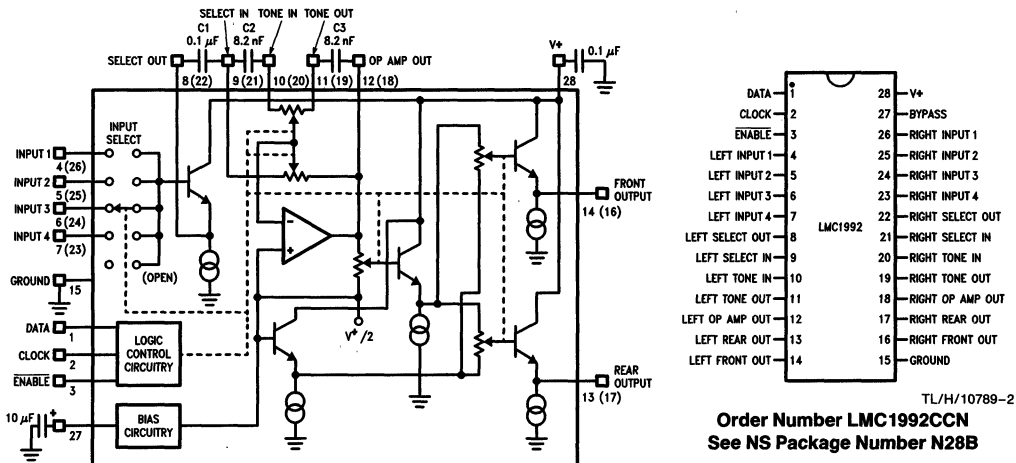 SELECT IN TONE IN TONE OUT
C1 C2 C3
0.1 μF 8.2 nF 8.2 nF
SELECT OUT
OP AMP OUT
V+
0.1 μF
8 (22)
9 (21)
10 (20)
11 (19)
12 (18)
28
INPUT
SELECT
INPUT 1
4 (26)
INPUT 2
5 (25)
INPUT 3
6 (24)
INPUT 4
7 (23)
(OPEN)
GROUND
15
DATA
1
CLOCK
2
ENABLE
3
LOGIC
CONTROL
CIRCUITRY
10 μF
+
27
BIAS
CIRCUITRY
-
+
V+/2
FRONT
OUTPUT
14 (16)
REAR
OUTPUT
13 (17)
DATA 1
CLOCK 2
ENABLE 3
LEFT INPUT 1 4
LEFT INPUT 2 5
LEFT INPUT 3 6
LEFT INPUT 4 7
LEFT SELECT OUT 8
LEFT SELECT IN 9
LEFT TONE IN 10
LEFT TONE OUT 11
LEFT OP AMP OUT 12
LEFT REAR OUT 13
LEFT FRONT OUT 14
LMC1992
28 V+
27 BYPASS
26 RIGHT INPUT 1
25 RIGHT INPUT 2
24 RIGHT INPUT 3
23 RIGHT INPUT 4
22 RIGHT SELECT OUT
21 RIGHT SELECT IN
20 RIGHT TONE IN
19 RIGHT TONE OUT
18 RIGHT OP AMP OUT
17 RIGHT REAR OUT
16 RIGHT FRONT OUT
15 GROUND
TL/H/10789-2
Order Number LMC1992CCN
See NS Package Number N28B